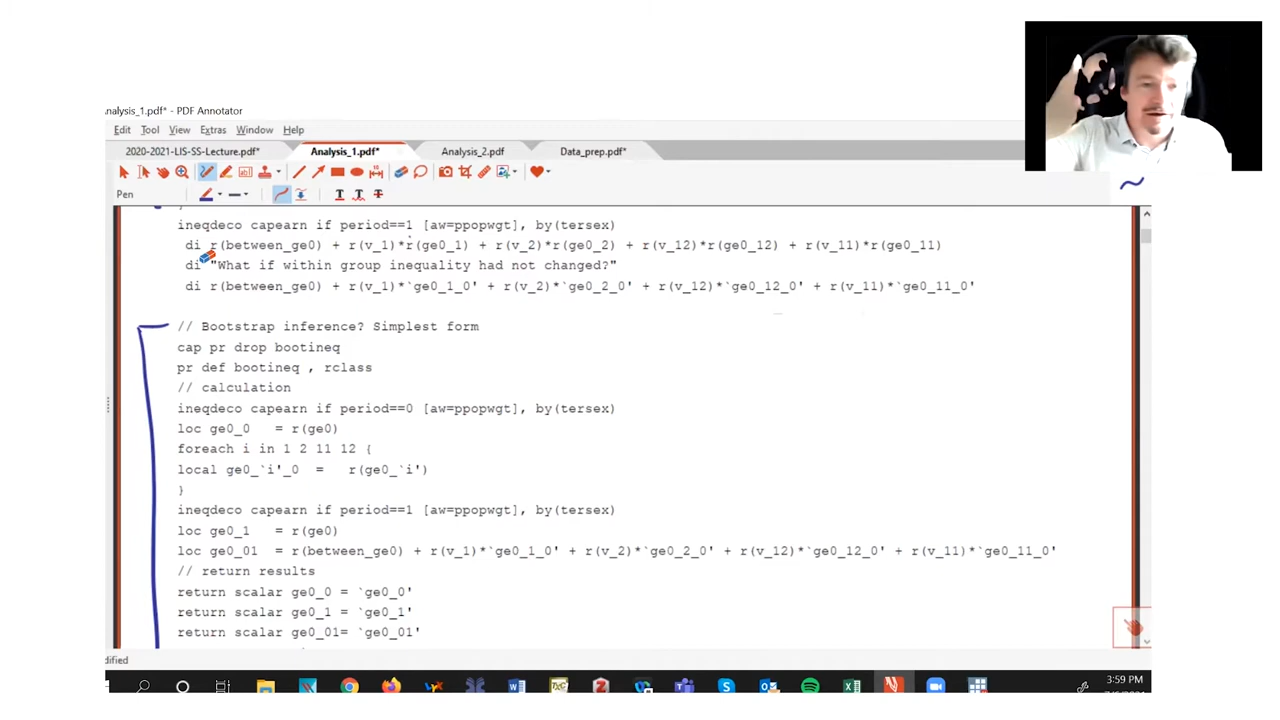 nalysis_1.pdf* - PDF Annotator
Edit Tool View Extras Window Help
2020-2021-LIS-SS-Lecture.pdf* Analysis_1.pdf* Analysis_2.pdf Data_prep.pdf*
Pen
ineqdeco capearn if period==1 [aw=ppopwgt], by(tersex)
di r(between_ge0) + r(v_1)*r(ge0_1) + r(v_2)*r(ge0_2) + r(v_12)*r(ge0_12) + r(v_11)*r(ge0_11)
di "What if within group inequality had not changed?"
di r(between_ge0) + r(v_1)*`ge0_1_0' + r(v_2)*`ge0_2_0' + r(v_12)*`ge0_12_0' + r(v_11)*`ge0_11_0'
// Bootstrap inference? Simplest form
cap pr drop bootineq
pr def bootineq , rclass
// calculation
ineqdeco capearn if period==0 [aw=ppopwgt], by(tersex)
loc ge0_0 = r(ge0)
foreach i in 1 2 11 12 {
local ge0_`i'_0 = r(ge0_`i')
}
ineqdeco capearn if period==1 [aw=ppopwgt], by(tersex)
loc ge0_1 = r(ge0)
loc ge0_01 = r(between_ge0) + r(v_1)*`ge0_1_0' + r(v_2)*`ge0_2_0' + r(v_12)*`ge0_12_0' + r(v_11)*`ge0_11_0'
// return results
return scalar ge0_0 = `ge0_0'
return scalar ge0_1 = `ge0_1'
return scalar ge0_01= `ge0_01'
dified
3:59 PM